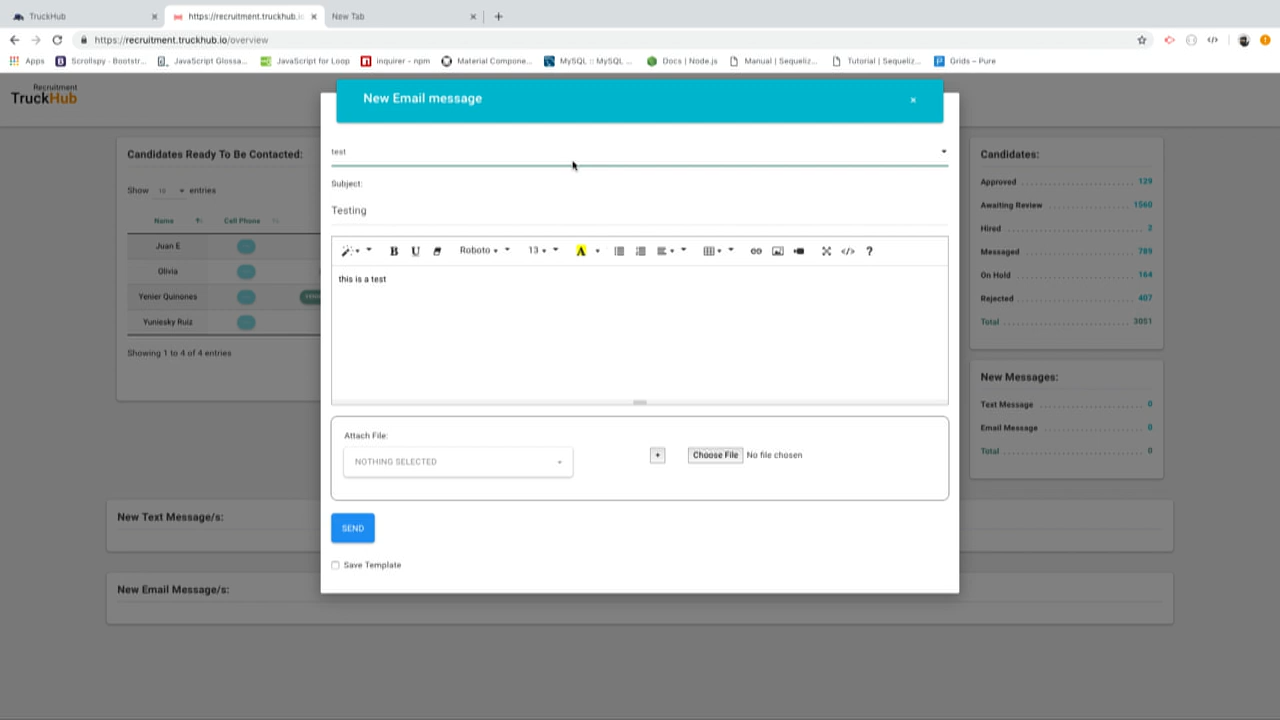 TruckHub
https://recruitment.truckhub.io
New Tab
https://recruitment.truckhub.io/overview
Apps
Scrollspy · Bootstr...
JavaScript Glossa...
JavaScript for Loop
inquirer - npm
Material Compone...
MySQL :: MySQL ...
Docs | Node.js
Manual | Sequeliz...
Tutorial | Sequeliz...
Grids – Pure
Recruitment
TruckHub
New Email message
×
Candidates Ready To Be Contacted:
Show 10 entries
Name
Cell Phone
Juan E
Olivia
Yenier Quinones
Yuniesky Ruiz
Showing 1 to 4 of 4 entries
test
Subject:
Testing
B U Roboto 13 A </> ?
this is a test
Attach File:
NOTHING SELECTED
+
Choose File No file chosen
SEND
Save Template
Candidates:
Approved 129
Awaiting Review 1560
Hired 2
Messaged 789
On Hold 164
Rejected 407
Total 3051
New Messages:
Text Message 0
Email Message 0
Total 0
New Text Message/s:
New Email Message/s: